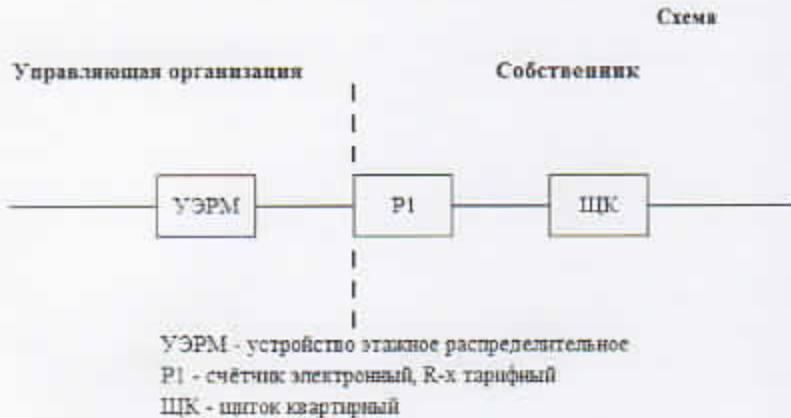 Схема
Управляющая организация Собственник
УЭРМ Р1 ЩК
УЭРМ - устройство этажное распределительное
Р1 - счётчик электронный, R-х тарифный
ЩК - щиток квартирный